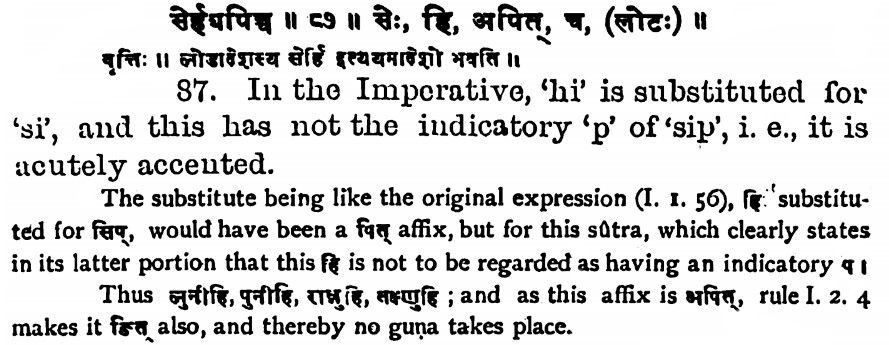 सेर्ह्यपिच्च ॥ ८७ ॥ सेः, हि, अपित्, च, (लोटः) ॥
वृत्तिः ॥ लोडादेशस्य सेर्हि इत्ययमादेशो भवति ॥
87. In the Imperative, 'hi' is substituted for
'si', and this has not the indicatory 'p' of 'sip', i. e., it is
acutely accented.
The substitute being like the original expression (I. 1. 56), हि substitu-
ted for सिप्, would have been a पित् affix, but for this sûtra, which clearly states
in its latter portion that this हि is not to be regarded as having an indicatory प ।
Thus लुनीहि, पुनीहि, राध्नुहि, तक्ष्णुहि ; and as this affix is अपित्, rule I. 2. 4
makes it ङित् also, and thereby no guṇa takes place.